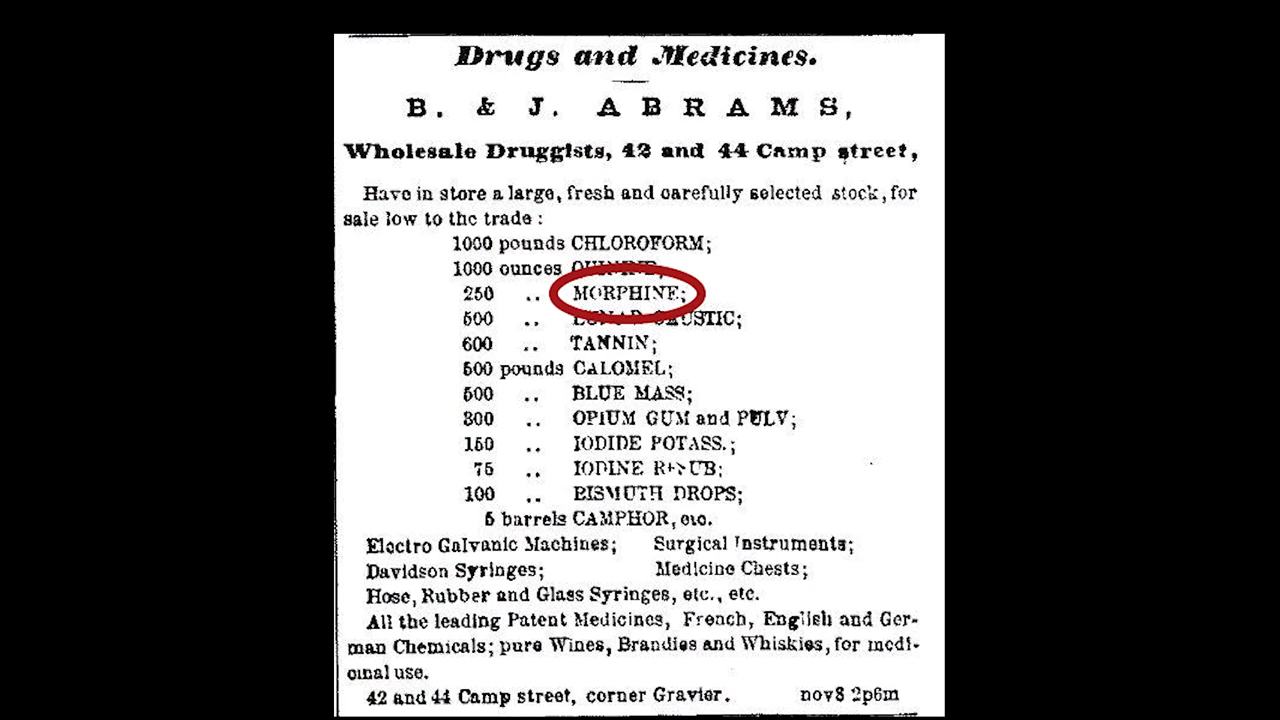 Drugs and Medicines.
B. & J. ABRAMS,
Wholesale Druggists, 42 and 44 Camp street,
Have in store a large, fresh and carefully selected stock, for
sale low to the trade:
1000 pounds CHLOROFORM;
1000 ounces QUININE;
250 .. MORPHINE;
500 .. LUNAR CAUSTIC;
600 .. TANNIN;
500 pounds CALOMEL;
500 .. BLUE MASS;
300 .. OPIUM GUM and PULV;
150 .. IODIDE POTASS.;
75 .. IODINE RESUB;
100 .. BISMUTH DROPS;
5 barrels CAMPHOR, etc.
Electro Galvanic Machines; Surgical Instruments;
Davidson Syringes; Medicine Chests;
Hose, Rubber and Glass Syringes, etc., etc.
All the leading Patent Medicines, French, English and Ger-
man Chemicals; pure Wines, Brandies and Whiskies, for medi-
cinal use.
42 and 44 Camp street, corner Gravier. nov8 2p6m